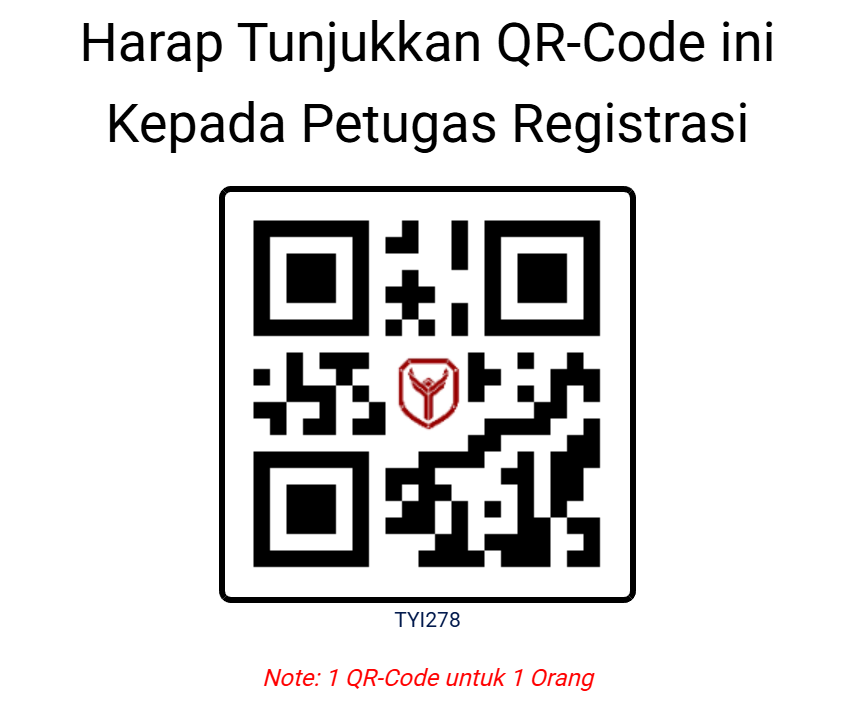 Harap Tunjukkan QR-Code ini
Kepada Petugas Registrasi
TYI278
Note: 1 QR-Code untuk 1 Orang